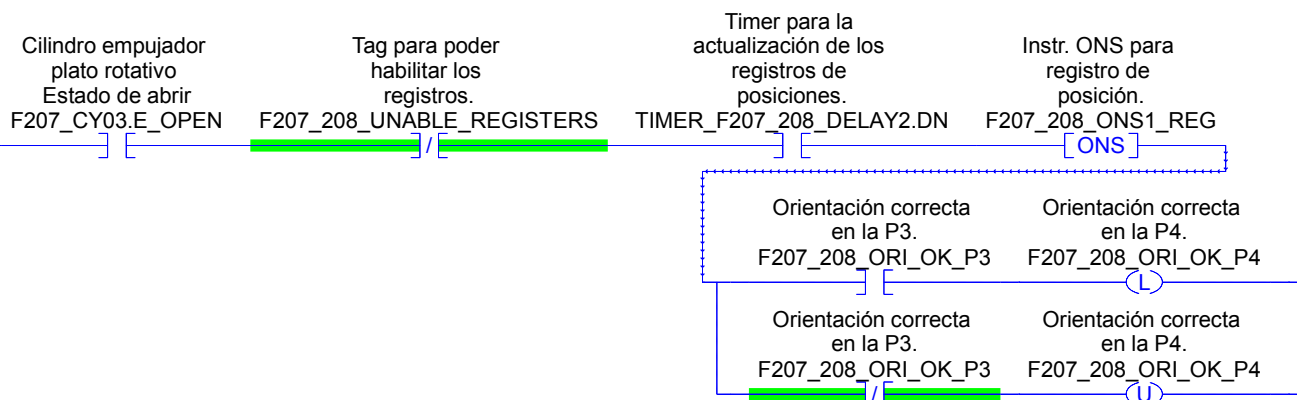 Cilindro empujador
plato rotativo
Estado de abrir
F207_CY03.E_OPEN
Tag para poder
habilitar los
registros.
F207_208_UNABLE_REGISTERS
/
Timer para la
actualización de los
registros de
posiciones.
TIMER_F207_208_DELAY2.DN
Instr. ONS para
registro de
posición.
F207_208_ONS1_REG
ONS
Orientación correcta
en la P3.
F207_208_ORI_OK_P3
Orientación correcta
en la P4.
F207_208_ORI_OK_P4
L
Orientación correcta
en la P3.
F207_208_ORI_OK_P3
/
Orientación correcta
en la P4.
F207_208_ORI_OK_P4
U